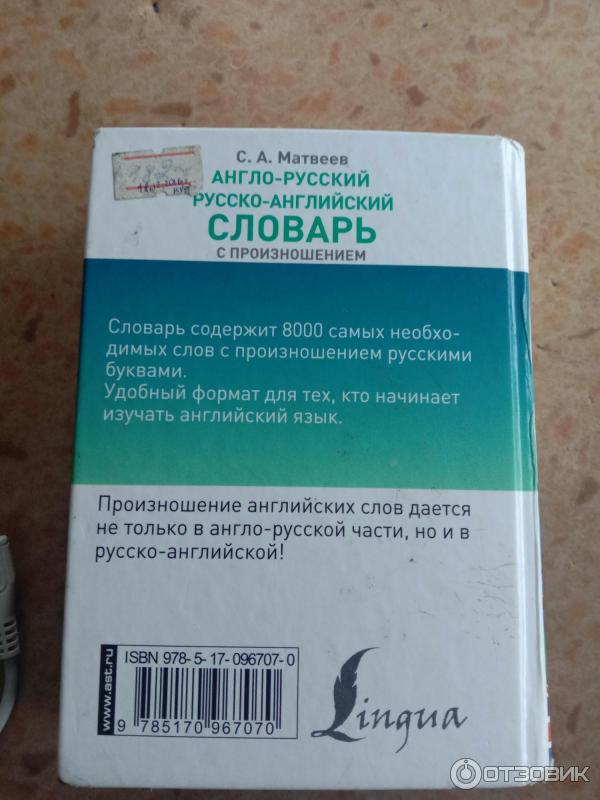 С. А. Матвеев
АНГЛО-РУССКИЙ
РУССКО-АНГЛИЙСКИЙ
СЛОВАРЬ
С ПРОИЗНОШЕНИЕМ
Словарь содержит 8000 самых необхо-
димых слов с произношением русскими
буквами.
Удобный формат для тех, кто начинает
изучать английский язык.
Произношение английских слов дается
не только в англо-русской части, но и в
русско-английской!
www.ast.ru
ISBN 978-5-17-096707-0
9 785170 967070
Lingua
ОТЗОВИК